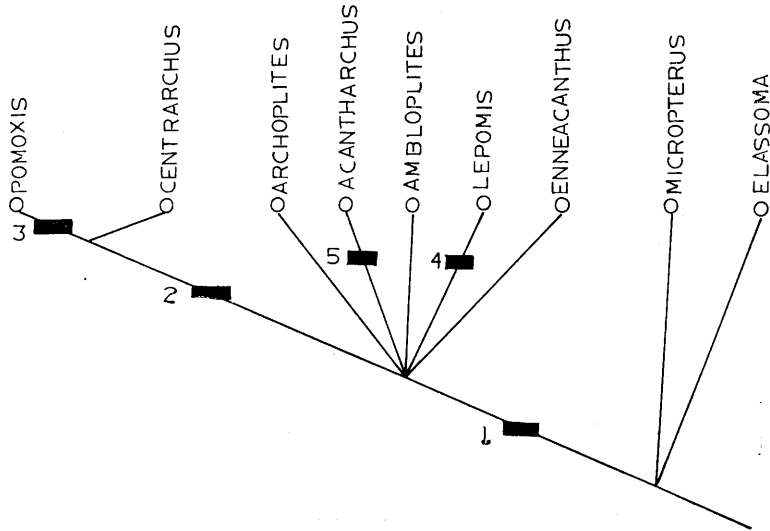 POMOXIS
CENTRARCHUS
ARCHOPLITES
ACANTHARCHUS
AMBLOPLITES
LEPOMIS
ENNEACANTHUS
MICROPTERUS
ELASSOMA
3
5
4
2
1